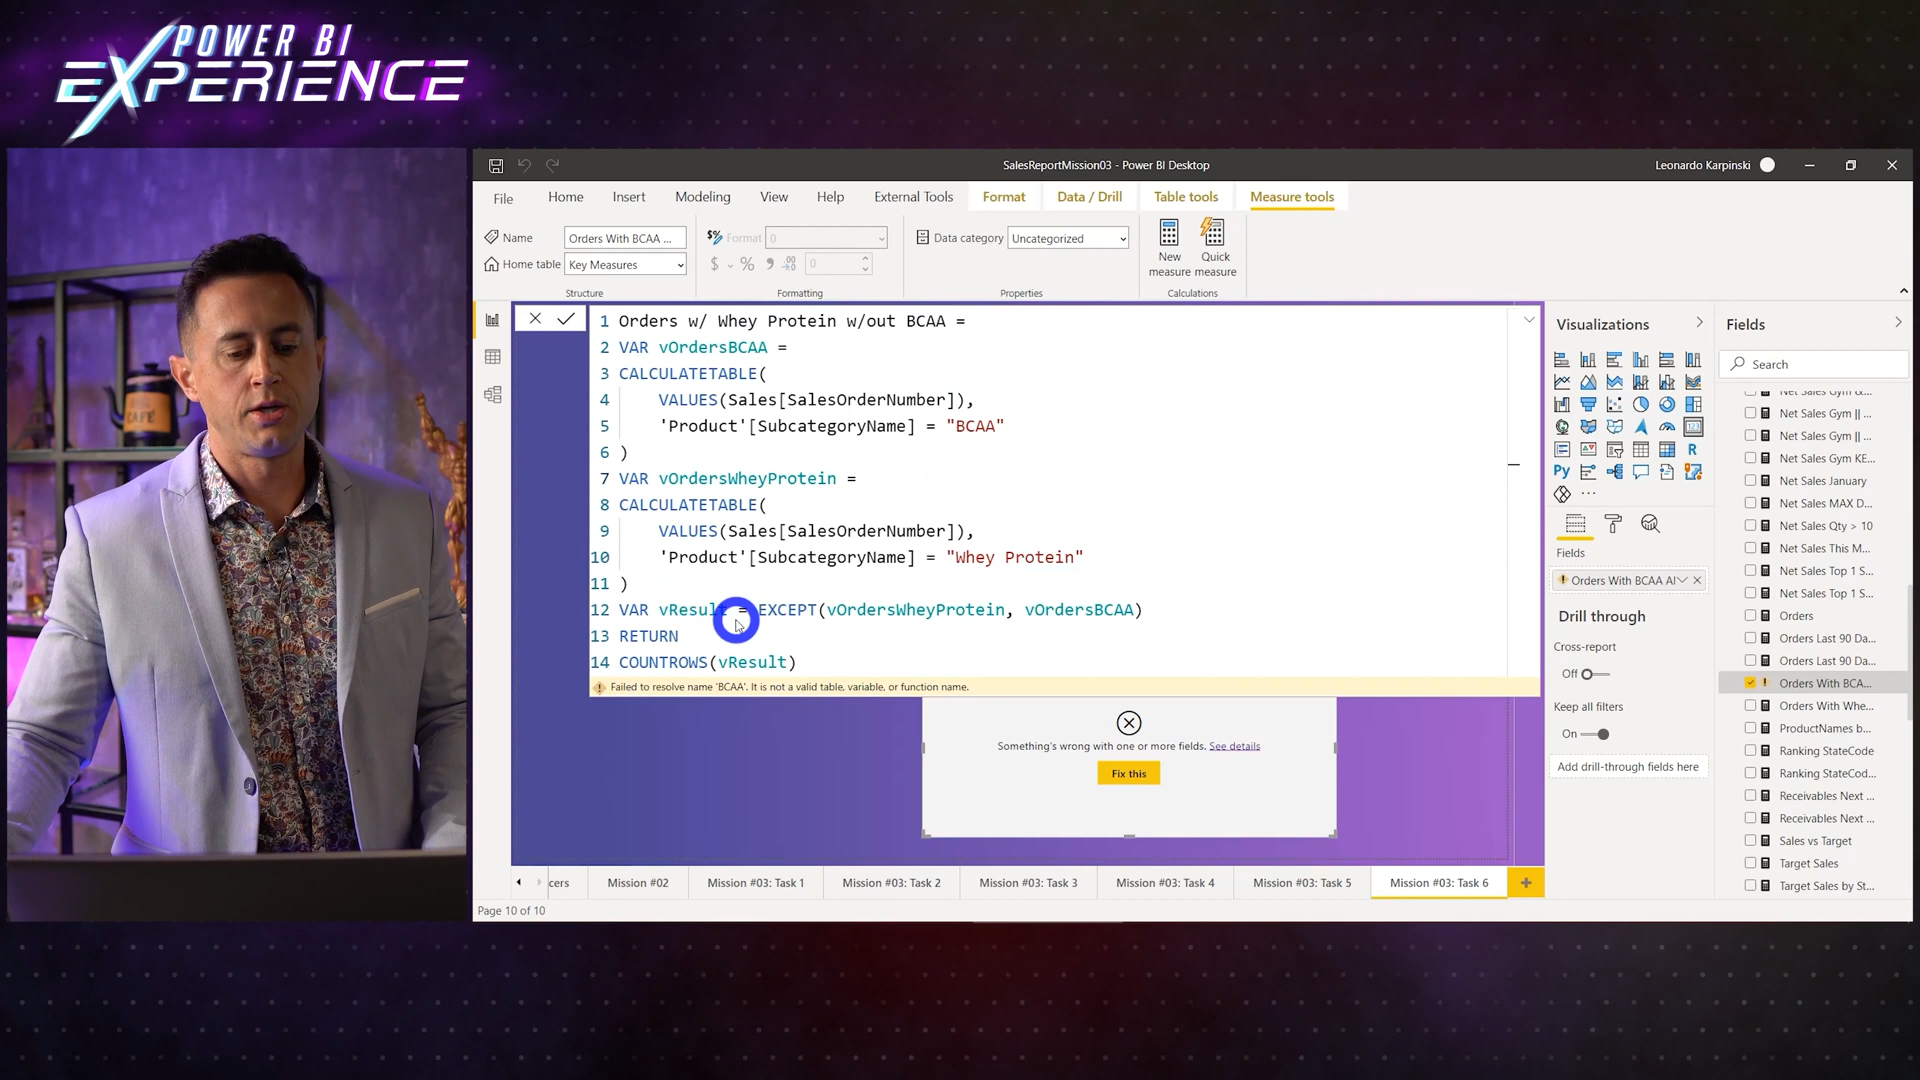 POWER BI
EXPERIENCE
CAFÉ
SalesReportMission03 - Power BI Desktop
Leonardo Karpinski
File
Home
Insert
Modeling
View
Help
External Tools
Format
Data / Drill
Table tools
Measure tools
Name
Orders With BCAA ...
Home table
Key Measures
Structure
Format
0
$
%
0
Formatting
Data category
Uncategorized
Properties
New measure
Quick measure
Calculations
1 Orders w/ Whey Protein w/out BCAA =
2 VAR vOrdersBCAA =
3 CALCULATETABLE(
4 VALUES(Sales[SalesOrderNumber]),
5 'Product'[SubcategoryName] = "BCAA"
6 )
7 VAR vOrdersWheyProtein =
8 CALCULATETABLE(
9 VALUES(Sales[SalesOrderNumber]),
10 'Product'[SubcategoryName] = "Whey Protein"
11 )
12 VAR vResult = EXCEPT(vOrdersWheyProtein, vOrdersBCAA)
13 RETURN
14 COUNTROWS(vResult)
Failed to resolve name 'BCAA'. It is not a valid table, variable, or function name.
Something's wrong with one or more fields. See details
Fix this
Visualizations
123
R
Py
Fields
Orders With BCAA
Drill through
Cross-report
Off
Keep all filters
On
Add drill-through fields here
Fields
Search
Net Sales Gym &...
Net Sales Gym || ...
Net Sales Gym || ...
Net Sales Gym KE...
Net Sales January
Net Sales MAX D...
Net Sales Qty > 10
Net Sales This M...
Net Sales Top 1 S...
Net Sales Top 1 S...
Orders
Orders Last 90 Da...
Orders Last 90 Da...
Orders With BCA...
Orders With Whe...
ProductNames b...
Ranking StateCode
Ranking StateCod...
Receivables Next ...
Receivables Next ...
Sales vs Target
Target Sales
Target Sales by St...
cers
Mission #02
Mission #03: Task 1
Mission #03: Task 2
Mission #03: Task 3
Mission #03: Task 4
Mission #03: Task 5
Mission #03: Task 6
Page 10 of 10